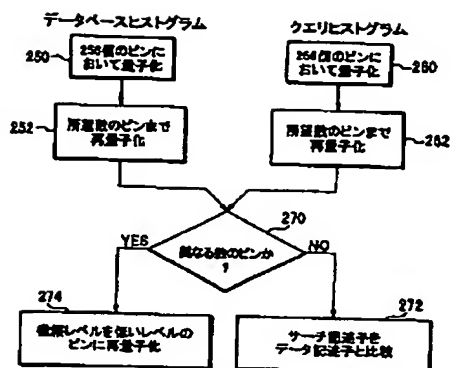 データベースヒストグラム
クエリヒストグラム
250
256個のビンに
おいて量子化
256個のビンに
おいて量子化
260
252
所望数のビンまで
再量子化
所望数のビンまで
再量子化
262
270
YES
異なる数のビンか
?
NO
274
レベルを低いレベルの
ビンに再量子化
272
サーチ記述子を
データ記述子と比較